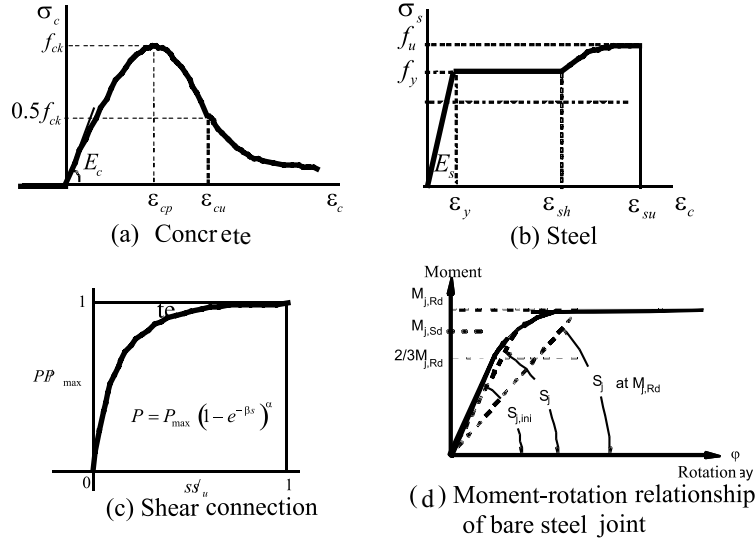 σc
fck
0.5fck
Ec
εcp
εcu
εc
(a) Concrete
σs
fu
fy
Es
εy
εsh
εsu
εc
(b) Steel
1
te
PP max
P = Pmax (1 − e^−βs)^α
0
ss/u
1
(c) Shear connection
Moment
Mj,Rd
Mj,Sd
2/3Mj,Rd
Sj at Mj,Rd
Sj
Sj,ini
φ
Rotation ay
(d) Moment-rotation relationship
of bare steel joint